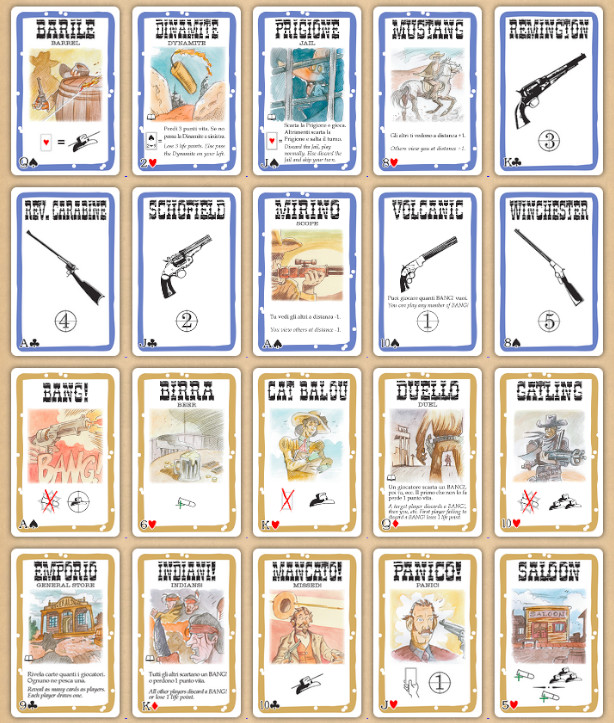 BARILE
BARREL
Q♠
DINAMITE
DYNAMITE
Perdi 3 punti vita. Se no
passa la Dinamite a sinistra.
Lose 3 life points. Else pass
the Dynamite on your left.
2♥
PRIGIONE
JAIL
Scarta la Prigione e gioca.
Altrimenti scarta la
Prigione e salta il turno.
Discard the Jail, play
normally. Else discard the
Jail and skip your turn.
J♠
MUSTANG
Gli altri ti vedono a distanza +1.
Others view you at distance +1.
8♥
REMINGTON
3
K♣
REV. CARABINE
4
A♣
SCHOFIELD
2
J♣
MIRINO
SCOPE
Tu vedi gli altri a distanza -1.
You view others at distance -1.
A♠
VOLCANIC
Puoi giocare quanti BANG! vuoi.
You can play any number of BANG!
1
10♠
WINCHESTER
5
8♠
BANG!
BANG!
A♠
BIRRA
BEER
6♥
CAT BALOU
K♥
DUELLO
DUEL
Un giocatore scarta un BANG!,
poi tu, ecc. Il primo che non lo fa
perde 1 punto vita.
A target player discards a BANG!,
then you, etc. First player failing to
discard a BANG! loses 1 life point.
Q♦
GATLING
10♥
EMPORIO
GENERAL STORE
Rivela carte quanti i giocatori.
Ognuno ne pesca una.
Reveal as many cards as players.
Each player draws one.
9♣
INDIANI!
INDIANS!
Tutti gli altri scartano un BANG!
o perdono 1 punto vita.
All other players discard a BANG!
or lose 1 life point.
K♦
MANCATO!
MISSED!
10♣
PANICO!
PANIC!
1
J♥
SALOON
SALOON
5♥